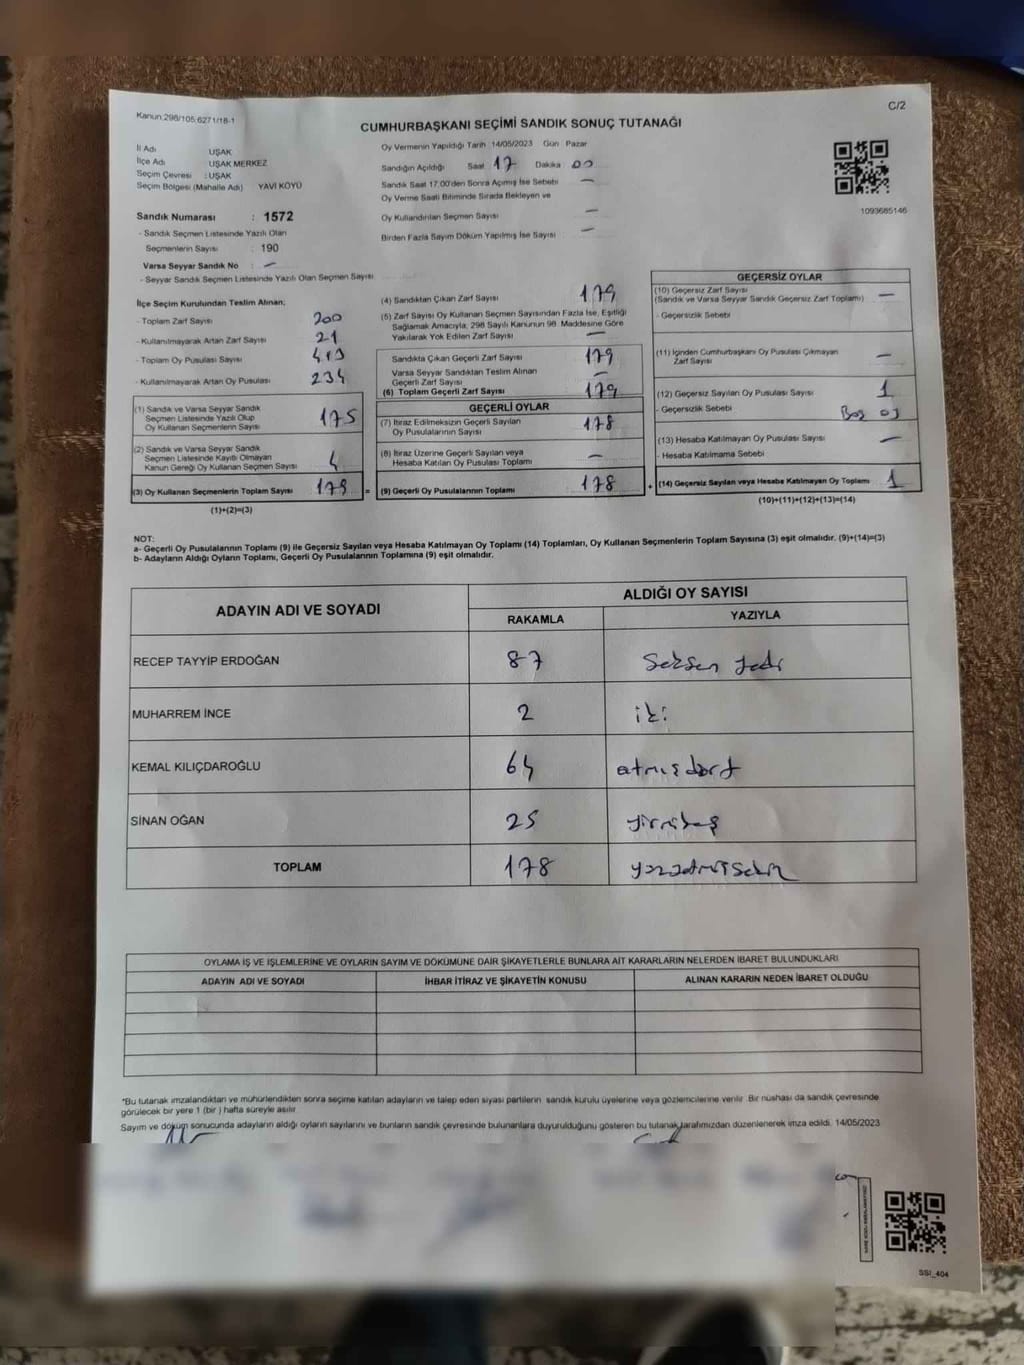 Kanun.298/105,6271/18-1
C/2
CUMHURBAŞKANI SEÇİMİ SANDIK SONUÇ TUTANAĞI
İl Adı UŞAK
İlçe Adı UŞAK MERKEZ
Seçim Çevresi : UŞAK
Seçim Bölgesi (Mahalle Adı) YAVI KÖYÜ
Sandık Numarası : 1572
- Sandık Seçmen Listesinde Yazılı Olan
Seçmenlerin Sayısı : 190
Varsa Seyyar Sandık No : —
- Seyyar Sandık Seçmen Listesinde Yazılı Olan Seçmen Sayısı
Oy Vermenin Yapıldığı Tarih 14/05/2023 Gün Pazar
Sandığın Açıldığı Saat 17 Dakika 00
Sandık Saat 17.00'den Sonra Açımış İse Sebebi —
Oy Verme Saati Bitiminde Sırada Bekleyen ve
Oy Kullandırılan Seçmen Sayısı —
Birden Fazla Sayım Döküm Yapılmış İse Sayısı —
1093685146
İlçe Seçim Kurulundan Teslim Alınan;
- Toplam Zarf Sayısı 200
- Kullanılmayarak Artan Zarf Sayısı 21
- Toplam Oy Pusulası Sayısı 413
- Kullanılmayarak Artan Oy Pusulası 234
(1) Sandık ve Varsa Seyyar Sandık
Seçmen Listesinde Yazılı Olup
Oy Kullanan Seçmenlerin Sayısı 175
(2) Sandık ve Varsa Seyyar Sandık
Seçmen Listesinde Kayıtlı Olmayan
Kanun Gereği Oy Kullanan Seçmen Sayısı 4
(3) Oy Kullanan Seçmenlerin Toplam Sayısı 179 =
(1)+(2)=(3)
(4) Sandıktan Çıkan Zarf Sayısı 179
(5) Zarf Sayısı Oy Kullanan Seçmen Sayısından Fazla İse, Eşitliği
Sağlamak Amacıyla, 298 Sayılı Kanunun 98. Maddesine Göre
Yakılarak Yok Edilen Zarf Sayısı —
Sandıkta Çıkan Geçerli Zarf Sayısı 179
Varsa Seyyar Sandıktan Teslim Alınan
Geçerli Zarf Sayısı —
(6) Toplam Geçerli Zarf Sayısı 179
GEÇERLİ OYLAR
(7) İtiraz Edilmeksizin Geçerli Sayılan
Oy Pusulalarının Sayısı 178
(8) İtiraz Üzerine Geçerli Sayılan veya
Hesaba Katılan Oy Pusulası Toplamı —
(9) Geçerli Oy Pusulalarının Toplamı 178 +
GEÇERSİZ OYLAR
(10) Geçersiz Zarf Sayısı
(Sandık ve Varsa Seyyar Sandık Geçersiz Zarf Toplamı) —
- Geçersizlik Sebebi
(11) İçinden Cumhurbaşkanı Oy Pusulası Çıkmayan
Zarf Sayısı —
(12) Geçersiz Sayılan Oy Pusulası Sayısı 1
- Geçersizlik Sebebi Boş oy
(13) Hesaba Katılmayan Oy Pusulası Sayısı —
- Hesaba Katılmama Sebebi
(14) Geçersiz Sayılan veya Hesaba Katılmayan Oy Toplamı 1
(10)+(11)+(12)+(13)=(14)
NOT:
a- Geçerli Oy Pusulalarının Toplamı (9) ile Geçersiz Sayılan veya Hesaba Katılmayan Oy Toplamı (14) Toplamları, Oy Kullanan Seçmenlerin Toplam Sayısına (3) eşit olmalıdır. (9)+(14)=(3)
b- Adayların Aldığı Oyların Toplamı, Geçerli Oy Pusulalarının Toplamına (9) eşit olmalıdır.
ADAYIN ADI VE SOYADI ALDIĞI OY SAYISI
RAKAMLA YAZIYLA
RECEP TAYYİP ERDOĞAN 87 Seksen yedi
MUHARREM İNCE 2 iki
KEMAL KILIÇDAROĞLU 64 atmışdört
SİNAN OĞAN 25 yirmibeş
TOPLAM 178
OYLAMA İŞ VE İŞLEMLERİNE VE OYLARIN SAYIM VE DÖKÜMÜNE DAİR ŞİKAYETLERLE BUNLARA AİT KARARLARIN NELERDEN İBARET BULUNDUKLARI
ADAYIN ADI VE SOYADI İHBAR İTİRAZ VE ŞİKAYETİN KONUSU ALINAN KARARIN NEDEN İBARET OLDUĞU
*Bu tutanak imzalandıktan ve mühürlendikten sonra seçime katılan adayların ve talep eden siyasi partilerin sandık kurulu üyelerine veya gözlemcilerine verilir. Bir nüshası da sandık çevresinde
görülecek bir yere 1 (bir ) hafta süreyle asılır.
Sayım ve döküm sonucunda adayların aldığı oyların sayılarını ve bunların sandık çevresinde bulunanlara duyurulduğunu gösteren bu tutanak tarafımızdan düzenlenerek imza edildi. 14/05/2023
SSI_404